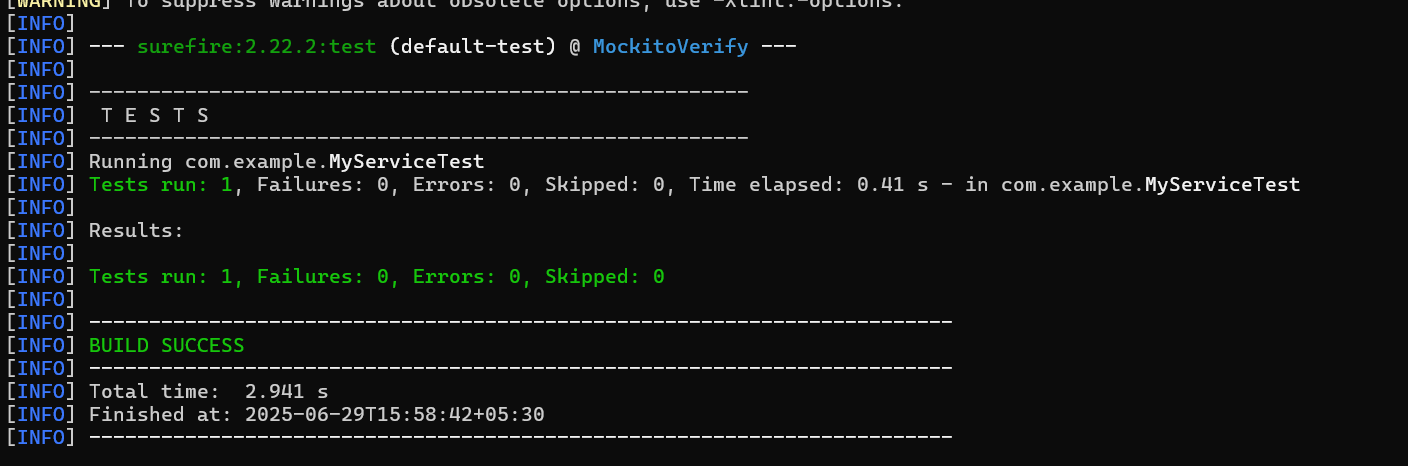 [WARNING] To suppress warnings about obsolete options, use -Xlint:-options.
[INFO]
[INFO] --- surefire:2.22.2:test (default-test) @ MockitoVerify ---
[INFO]
[INFO] -------------------------------------------------------
[INFO]  T E S T S
[INFO] -------------------------------------------------------
[INFO] Running com.example.MyServiceTest
[INFO] Tests run: 1, Failures: 0, Errors: 0, Skipped: 0, Time elapsed: 0.41 s - in com.example.MyServiceTest
[INFO]
[INFO] Results:
[INFO]
[INFO] Tests run: 1, Failures: 0, Errors: 0, Skipped: 0
[INFO]
[INFO] ------------------------------------------------------------------------
[INFO] BUILD SUCCESS
[INFO] ------------------------------------------------------------------------
[INFO] Total time:  2.941 s
[INFO] Finished at: 2025-06-29T15:58:42+05:30
[INFO] ------------------------------------------------------------------------